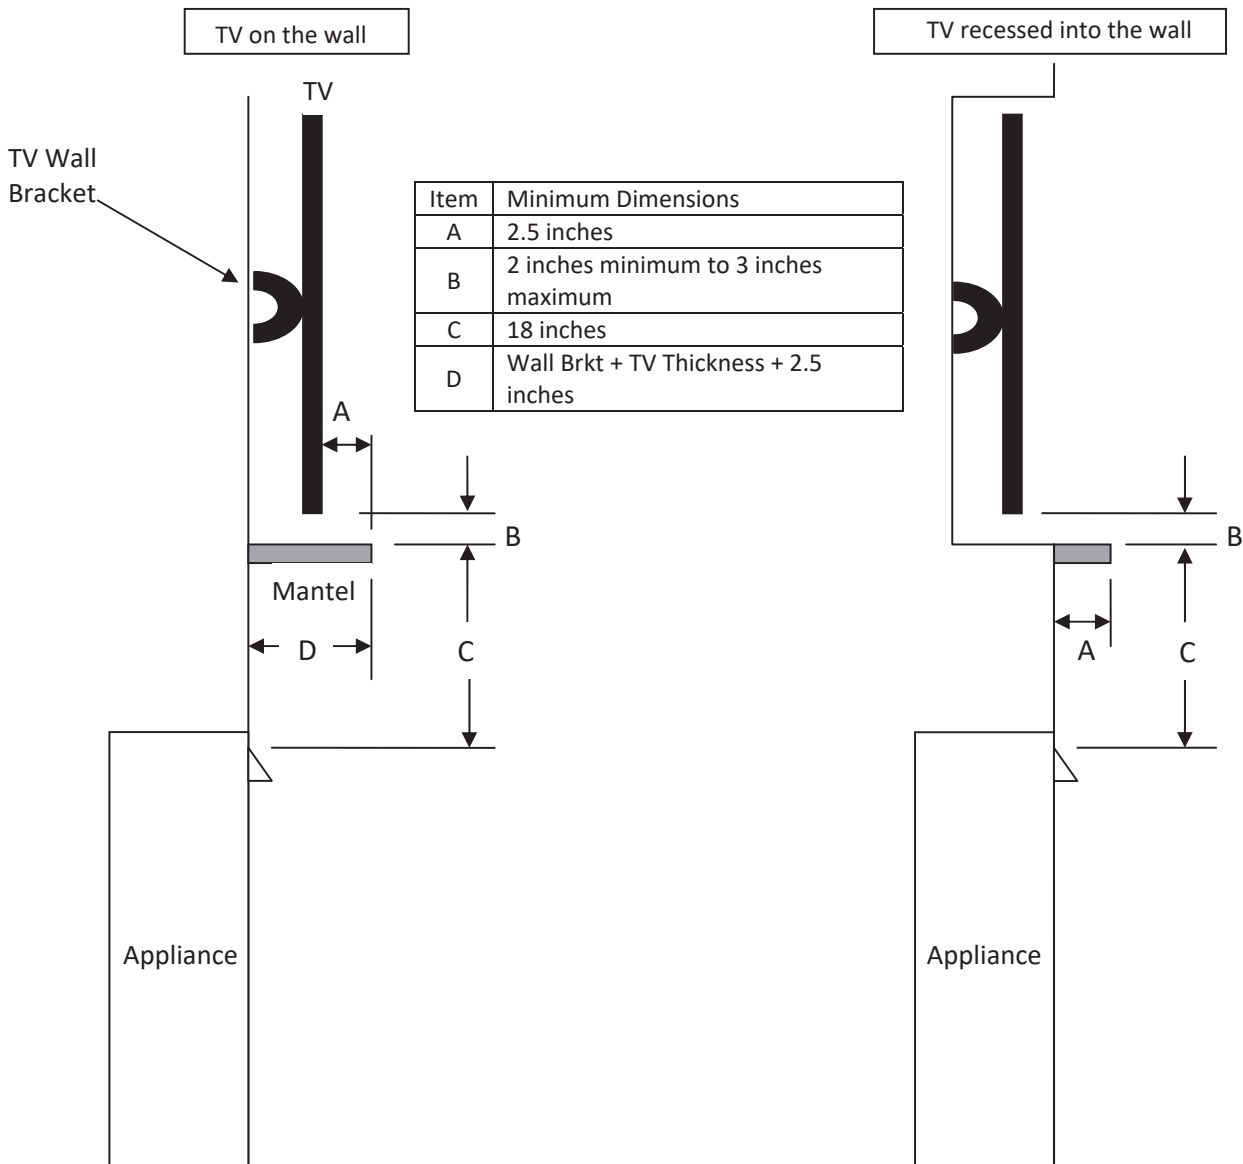 TV on the wall
TV recessed into the wall
TV
TV Wall
Bracket
Item Minimum Dimensions
A 2.5 inches
B 2 inches minimum to 3 inches
maximum
C 18 inches
D Wall Brkt + TV Thickness + 2.5
inches
A
B
B
Mantel
D
C
A
C
Appliance
Appliance